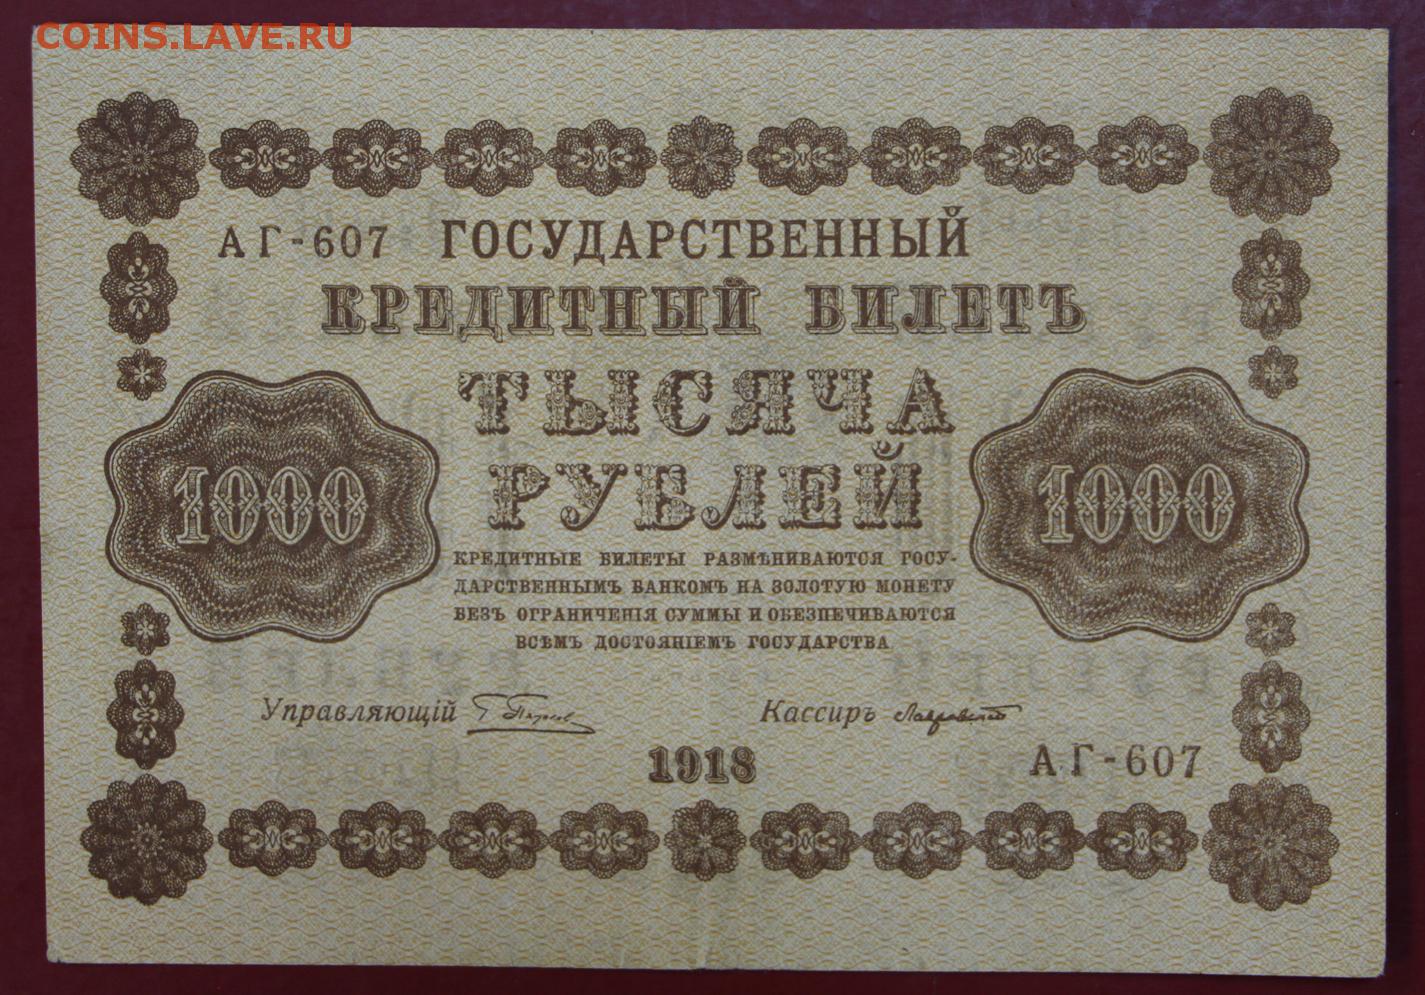 COINS.LAVE.RU
АГ-607 ГОСУДАРСТВЕННЫЙ
КРЕДИТНЫЙ БИЛЕТЪ
ТЫСЯЧА
РУБЛЕЙ
1000 1000
КРЕДИТНЫЕ БИЛЕТЫ РАЗМѢНИВАЮТСЯ ГОСУ-
ДАРСТВЕННЫМЪ БАНКОМЪ НА ЗОЛОТУЮ МОНЕТУ
БЕЗЪ ОГРАНИЧЕНІЯ СУММЫ И ОБЕЗПЕЧИВАЮТСЯ
ВСѢМЪ ДОСТОЯНІЕМЪ ГОСУДАРСТВА
Управляющій Кассиръ
1918
АГ-607